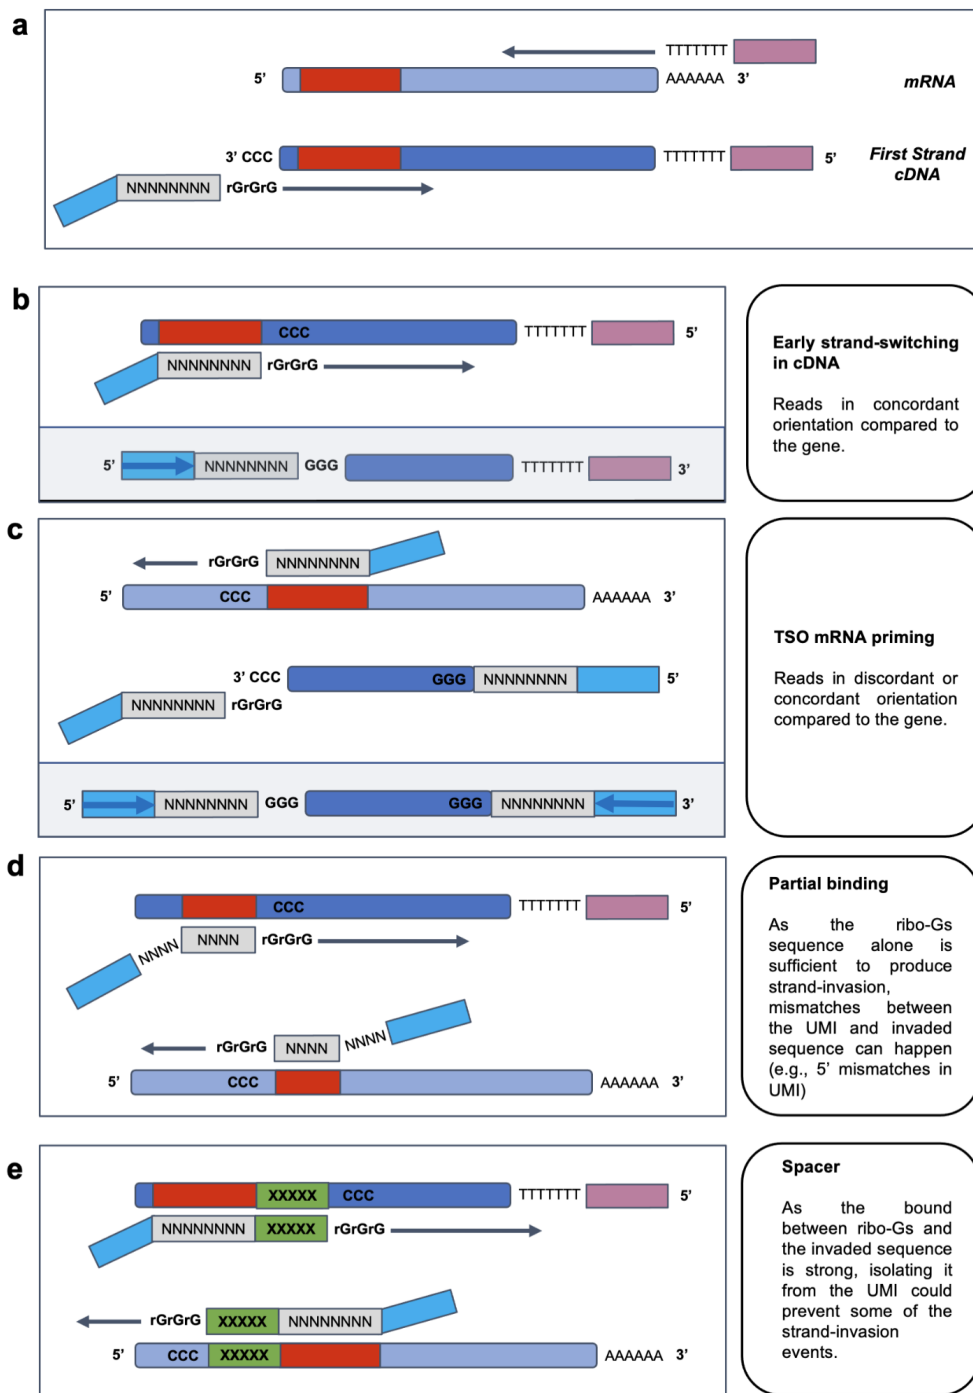 a
TTTTTTT
5’ AAAAAA 3’ mRNA
3’ CCC TTTTTTT 5’ First Strand
cDNA
NNNNNNNN rGrGrG
b
CCC TTTTTTT 5’
NNNNNNNN rGrGrG
5’ NNNNNNNN GGG TTTTTTT 3’
Early strand-switching
in cDNA
Reads in concordant
orientation compared to
the gene.
c
rGrGrG NNNNNNNN
5’ CCC AAAAAA 3’
3’ CCC GGG NNNNNNNN 5’
NNNNNNNN rGrGrG
5’ NNNNNNNN GGG GGG NNNNNNNN 3’
TSO mRNA priming
Reads in discordant or
concordant orientation
compared to the gene.
d
CCC TTTTTTT 5’
NNNN NNNN rGrGrG
rGrGrG NNNN NNNN
5’ CCC AAAAAA 3’
Partial binding
As the ribo-Gs
sequence alone is
sufficient to produce
strand-invasion,
mismatches between
the UMI and invaded
sequence can happen
(e.g., 5’ mismatches in
UMI)
e
XXXXX CCC TTTTTTT 5’
NNNNNNNN XXXXX rGrGrG
rGrGrG XXXXX NNNNNNNN
5’ CCC XXXXX AAAAAA 3’
Spacer
As the bound
between ribo-Gs and
the invaded sequence
is strong, isolating it
from the UMI could
prevent some of the
strand-invasion
events.